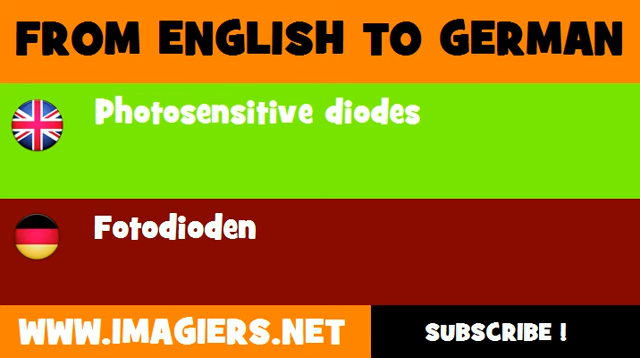 FROM ENGLISH TO GERMAN
Photosensitive diodes
Fotodioden
WWW.IMAGIERS.NET
SUBSCRIBE !